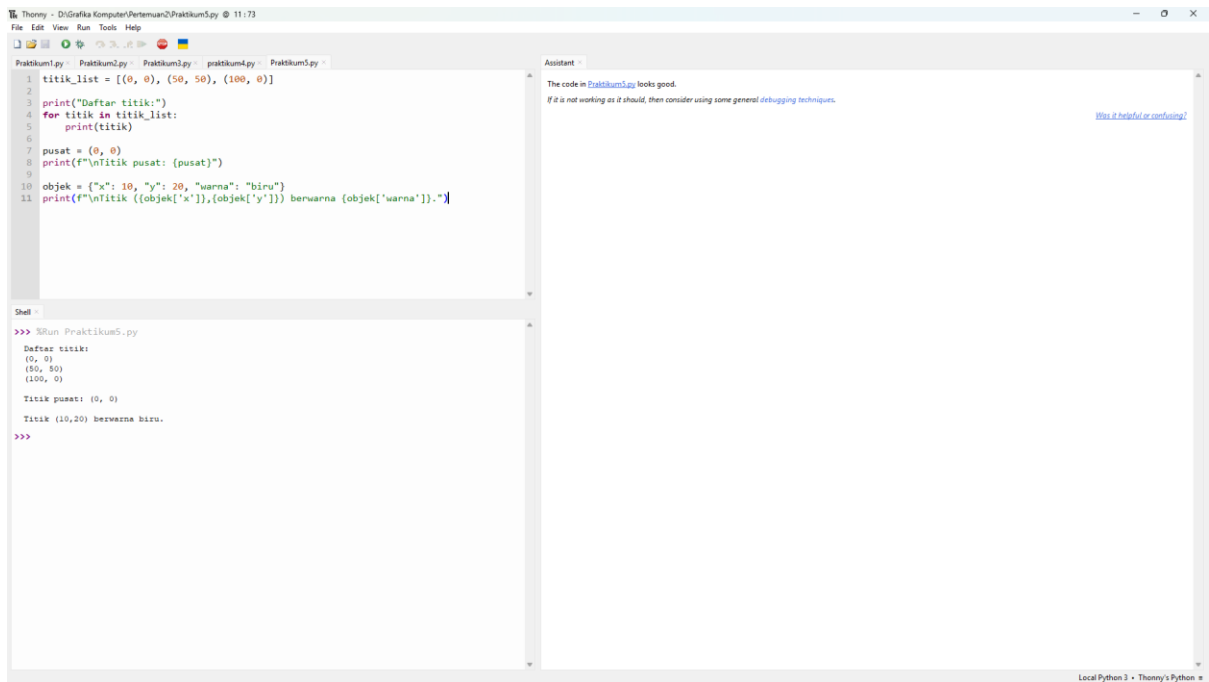 Thonny - D:\Grafika Komputer\Pertemuan2\Praktikum5.py @ 11:73
File Edit View Run Tools Help
Praktikum1.py Praktikum2.py Praktikum3.py praktikum4.py Praktikum5.py
1 titik_list = [(0, 0), (50, 50), (100, 0)]
2
3 print("Daftar titik:")
4 for titik in titik_list:
5     print(titik)
6
7 pusat = (0, 0)
8 print(f"\nTitik pusat: {pusat}")
9
10 objek = {"x": 10, "y": 20, "warna": "biru"}
11 print(f"\nTitik ({objek['x']},{objek['y']}) berwarna {objek['warna']}.")
Shell
>>> %Run Praktikum5.py
Daftar titik:
(0, 0)
(50, 50)
(100, 0)
Titik pusat: (0, 0)
Titik (10,20) berwarna biru.
>>>
Assistant
The code in Praktikum5.py looks good.
If it is not working as it should, then consider using some general debugging techniques.
Was it helpful or confusing?
Local Python 3 • Thonny's Python ≡